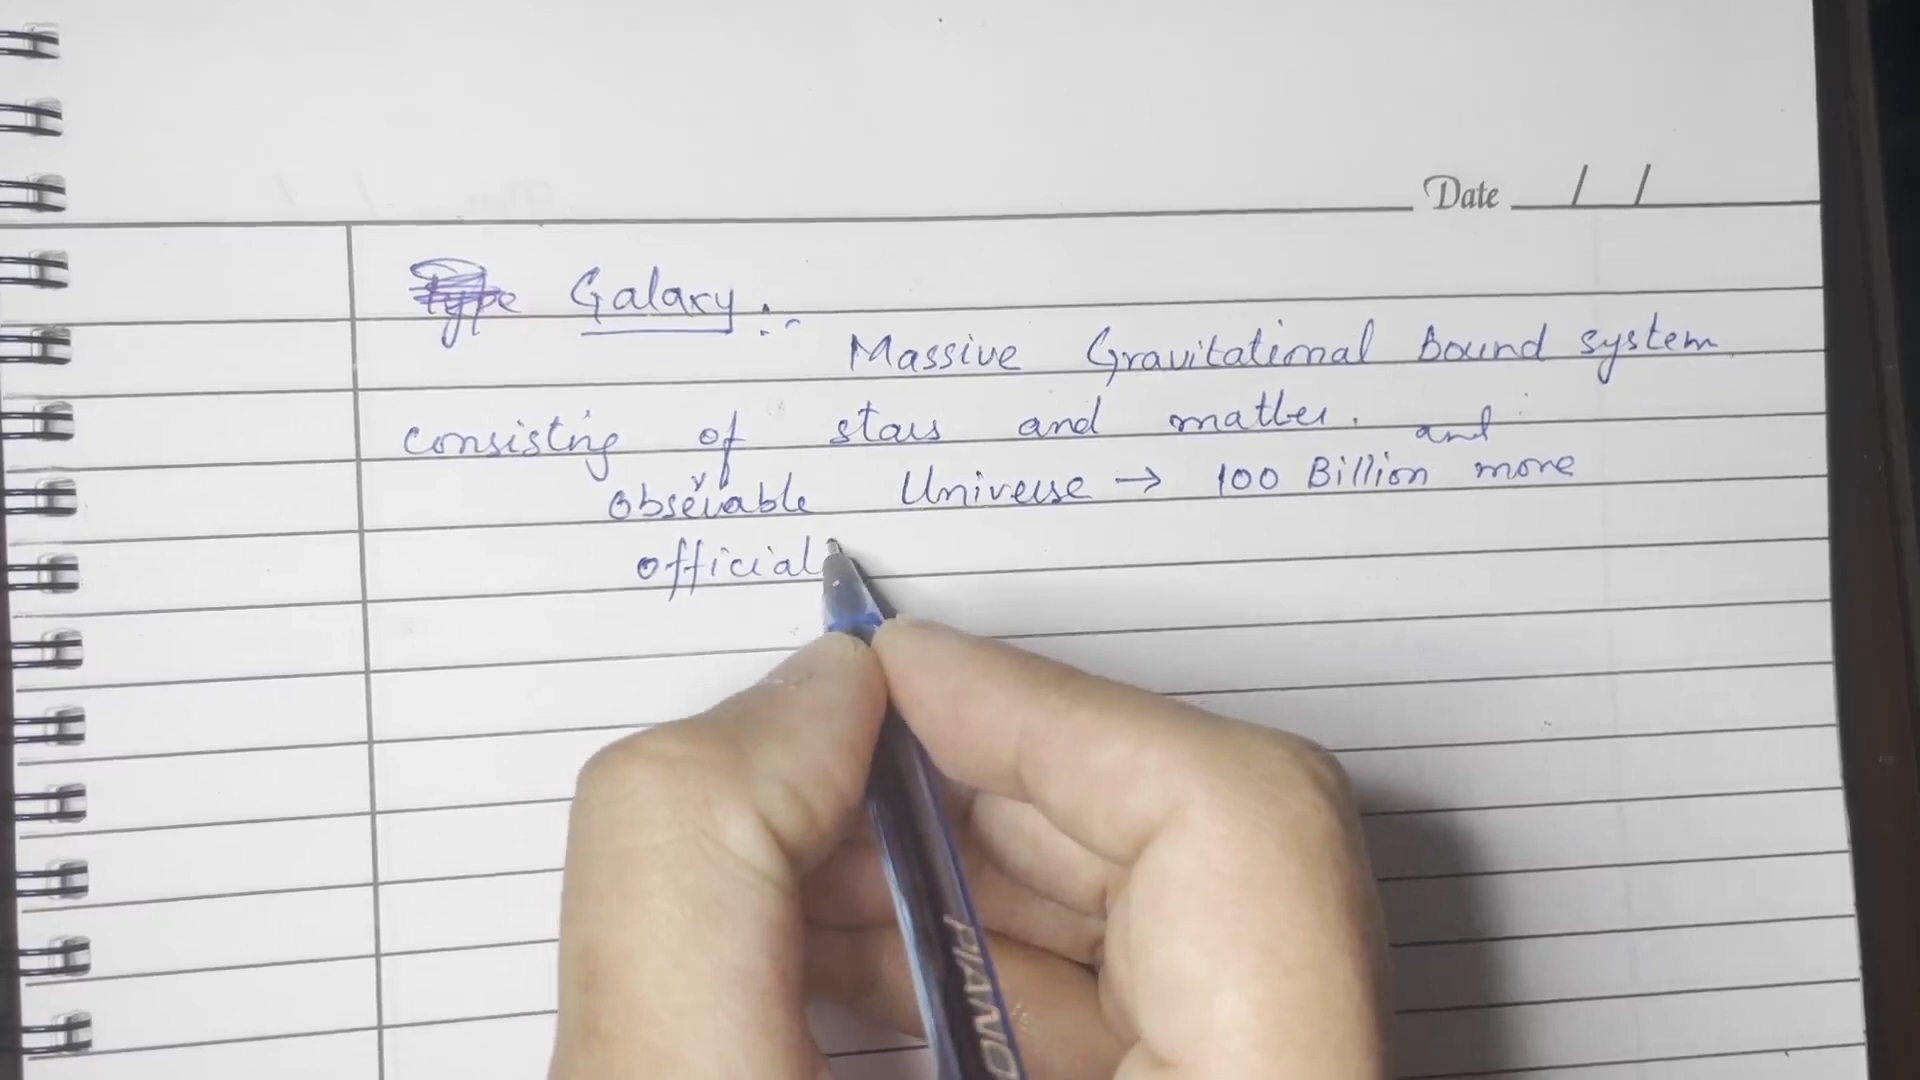 Date / /
Type Galaxy :-
Massive Gravitational bound system
consisting of stars and matter. and
Observable Universe → 100 Billion more
official
PIANO